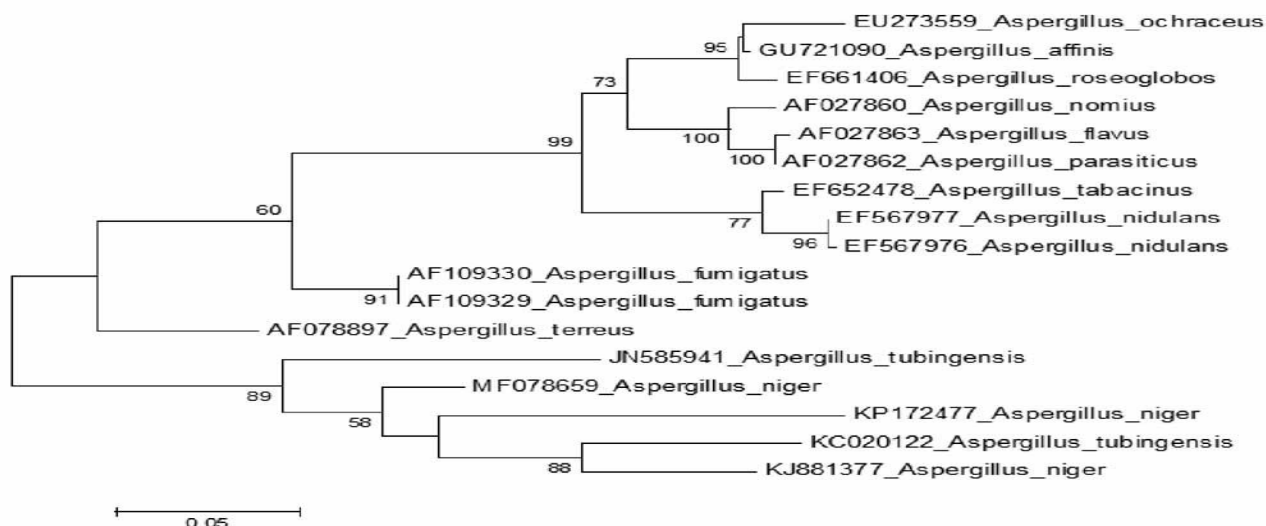 EU273559_Aspergillus_ochraceus
95
GU721090_Aspergillus_affinis
73
EF661406_Aspergillus_roseoglobos
AF027860_Aspergillus_nomius
99
100
AF027863_Aspergillus_flavus
100
AF027862_Aspergillus_parasiticus
EF652478_Aspergillus_tabacinus
60
77
EF567977_Aspergillus_nidulans
96
EF567976_Aspergillus_nidulans
AF109330_Aspergillus_fumigatus
91
AF109329_Aspergillus_fumigatus
AF078897_Aspergillus_terreus
JN585941_Aspergillus_tubingensis
89
MF078659_Aspergillus_niger
58
KP172477_Aspergillus_niger
KC020122_Aspergillus_tubingensis
88
KJ881377_Aspergillus_niger
0.05